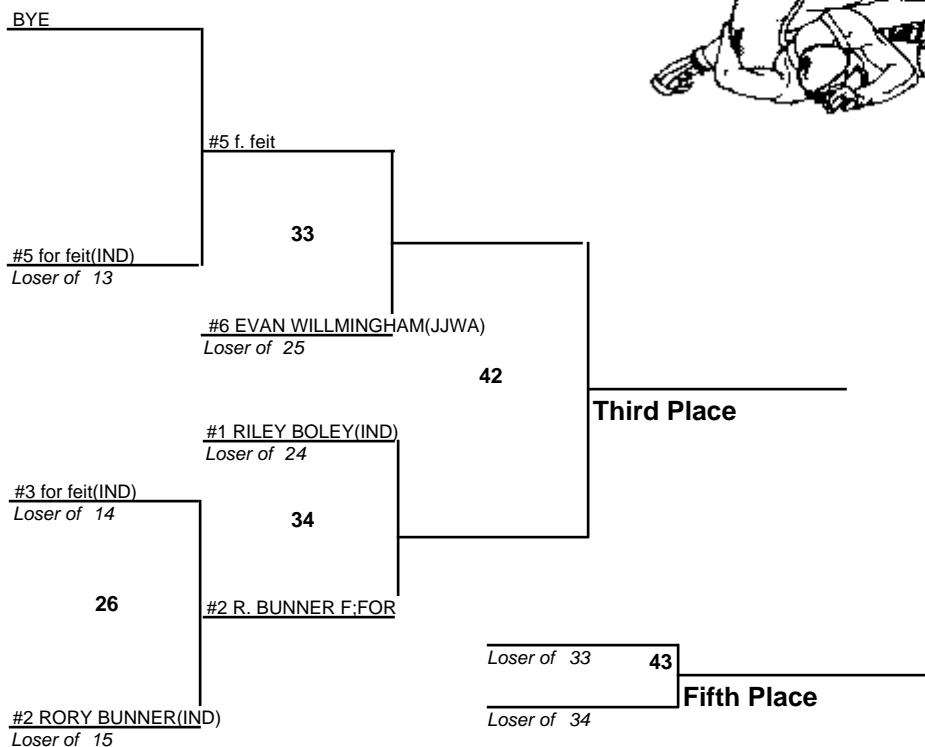 BYE
#5 f. feit
33
#5 for feit(IND)
Loser of 13
#6 EVAN WILLMINGHAM(JJWA)
Loser of 25
42
Third Place
#1 RILEY BOLEY(IND)
Loser of 24
#3 for feit(IND)
Loser of 14
34
26
#2 R. BUNNER F;FOR
Loser of 33
43
Fifth Place
#2 RORY BUNNER(IND)
Loser of 15
Loser of 34